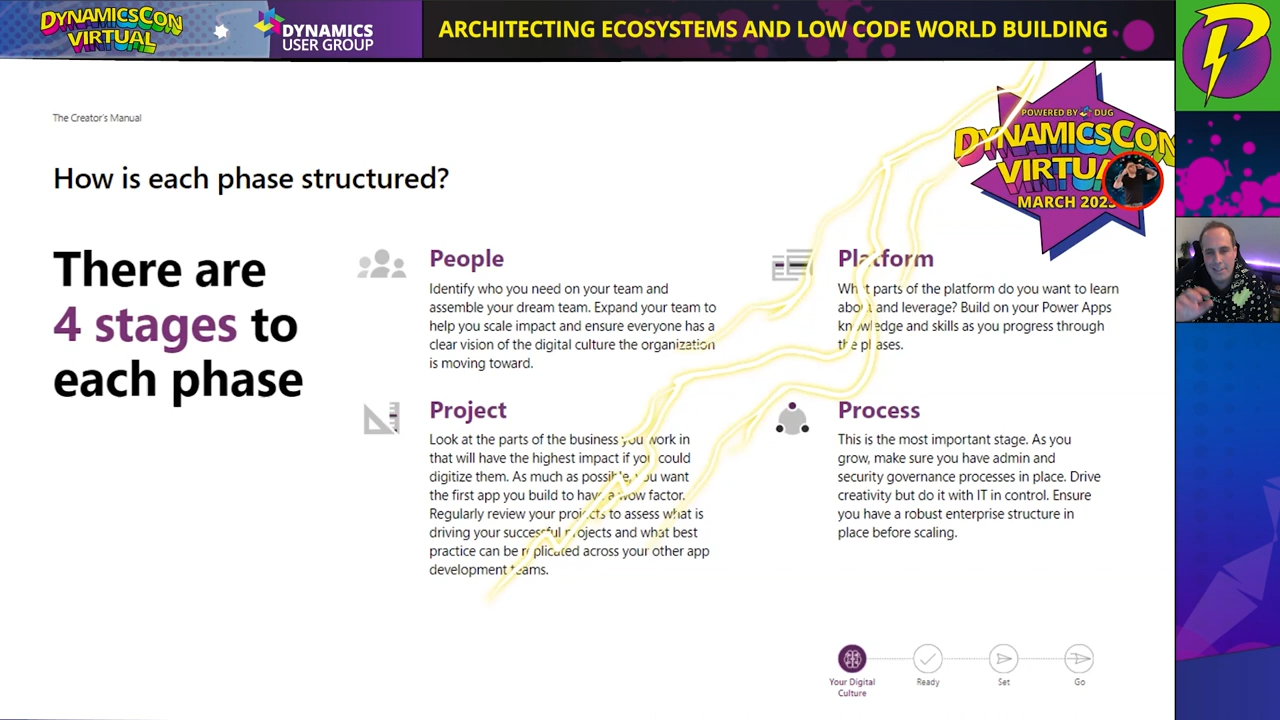 DYNAMICSCON
VIRTUAL
DYNAMICS
USER GROUP
ARCHITECTING ECOSYSTEMS AND LOW CODE WORLD BUILDING
P
The Creator's Manual
POWERED BY DUG
DYNAMICSCON
VIRTUA
MARCH 2023
How is each phase structured?
There are
4 stages to
each phase
People
Identify who you need on your team and
assemble your dream team. Expand your team to
help you scale impact and ensure everyone has a
clear vision of the digital culture the organization
is moving toward.
Platform
What parts of the platform do you want to learn
about and leverage? Build on your Power Apps
knowledge and skills as you progress through
the phases.
Project
Look at the parts of the business you work in
that will have the highest impact if you could
digitize them. As much as possible, you want
the first app you build to have a wow factor.
Regularly review your projects to assess what is
driving your successful projects and what best
practice can be replicated across your other app
development teams.
Process
This is the most important stage. As you
grow, make sure you have admin and
security governance processes in place. Drive
creativity but do it with IT in control. Ensure
you have a robust enterprise structure in
place before scaling.
Your Digital
Culture
Ready
Set
Go